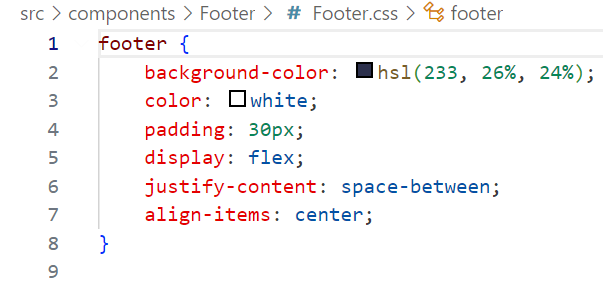 src > components > Footer > # Footer.css > footer
1 footer {
2     background-color: hsl(233, 26%, 24%);
3     color: white;
4     padding: 30px;
5     display: flex;
6     justify-content: space-between;
7     align-items: center;
8 }
9